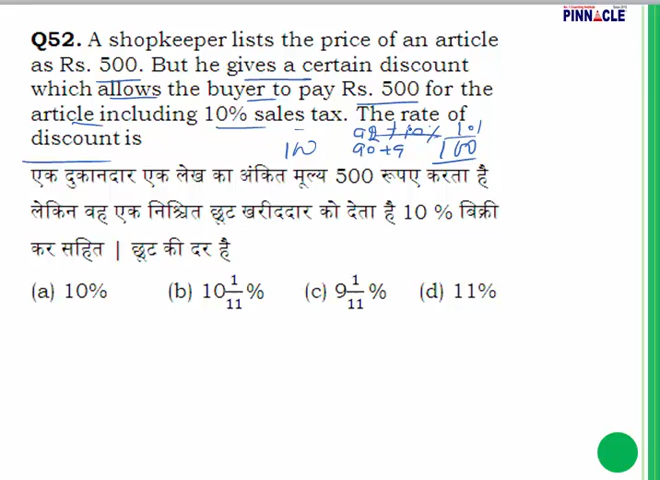 PINNACLE
Q52. A shopkeeper lists the price of an article
as Rs. 500. But he gives a certain discount
which allows the buyer to pay Rs. 500 for the
article including 10% sales tax. The rate of
discount is
90+9
100
एक दुकानदार एक लेख का अंकित मूल्य 500 रूपए करता है
लेकिन वह एक निश्चित छूट खरीददार को देता है 10 % बिक्री
कर सहित | छूट की दर है
(a) 10% (b) 10 1/11 % (c) 9 1/11 % (d) 11%